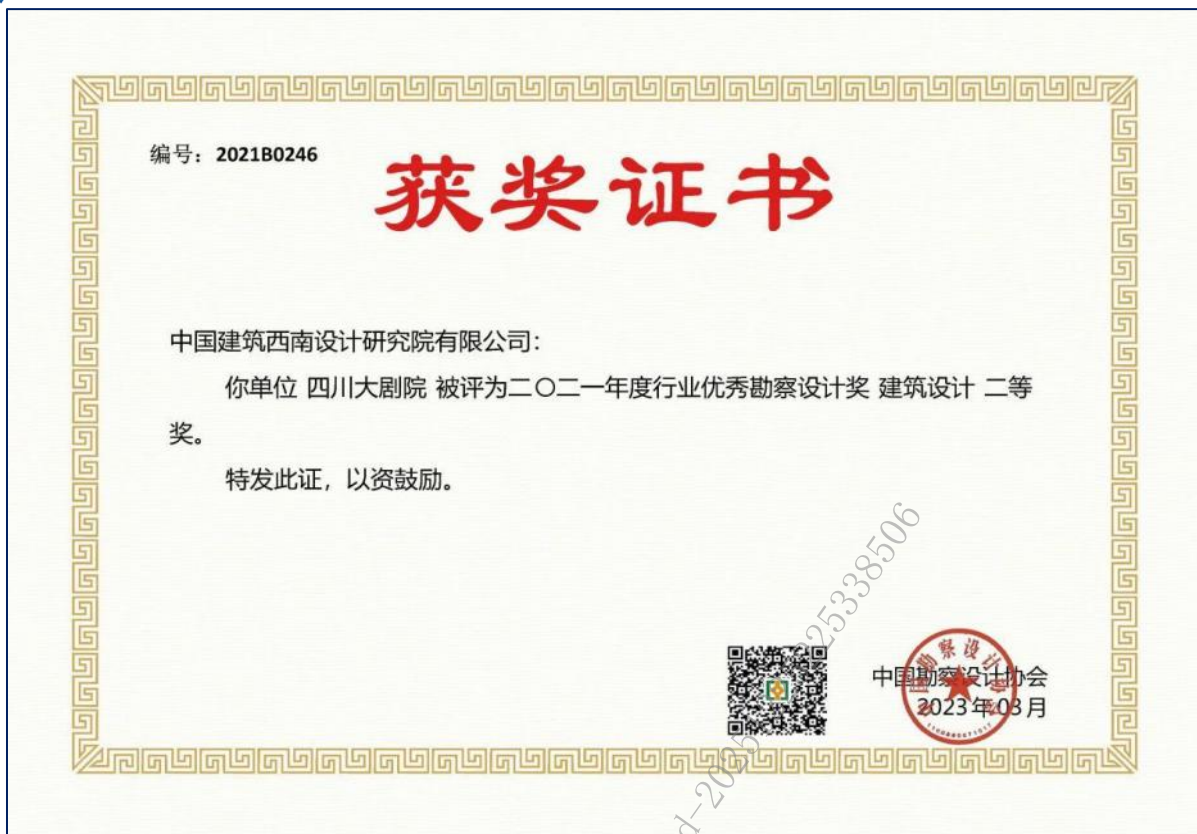 编号：2021B0246
获奖证书
中国建筑西南设计研究院有限公司：
你单位 四川大剧院 被评为二〇二一年度行业优秀勘察设计奖 建筑设计 二等
奖。
特发此证，以资鼓励。
中国勘察设计协会
2023年03月